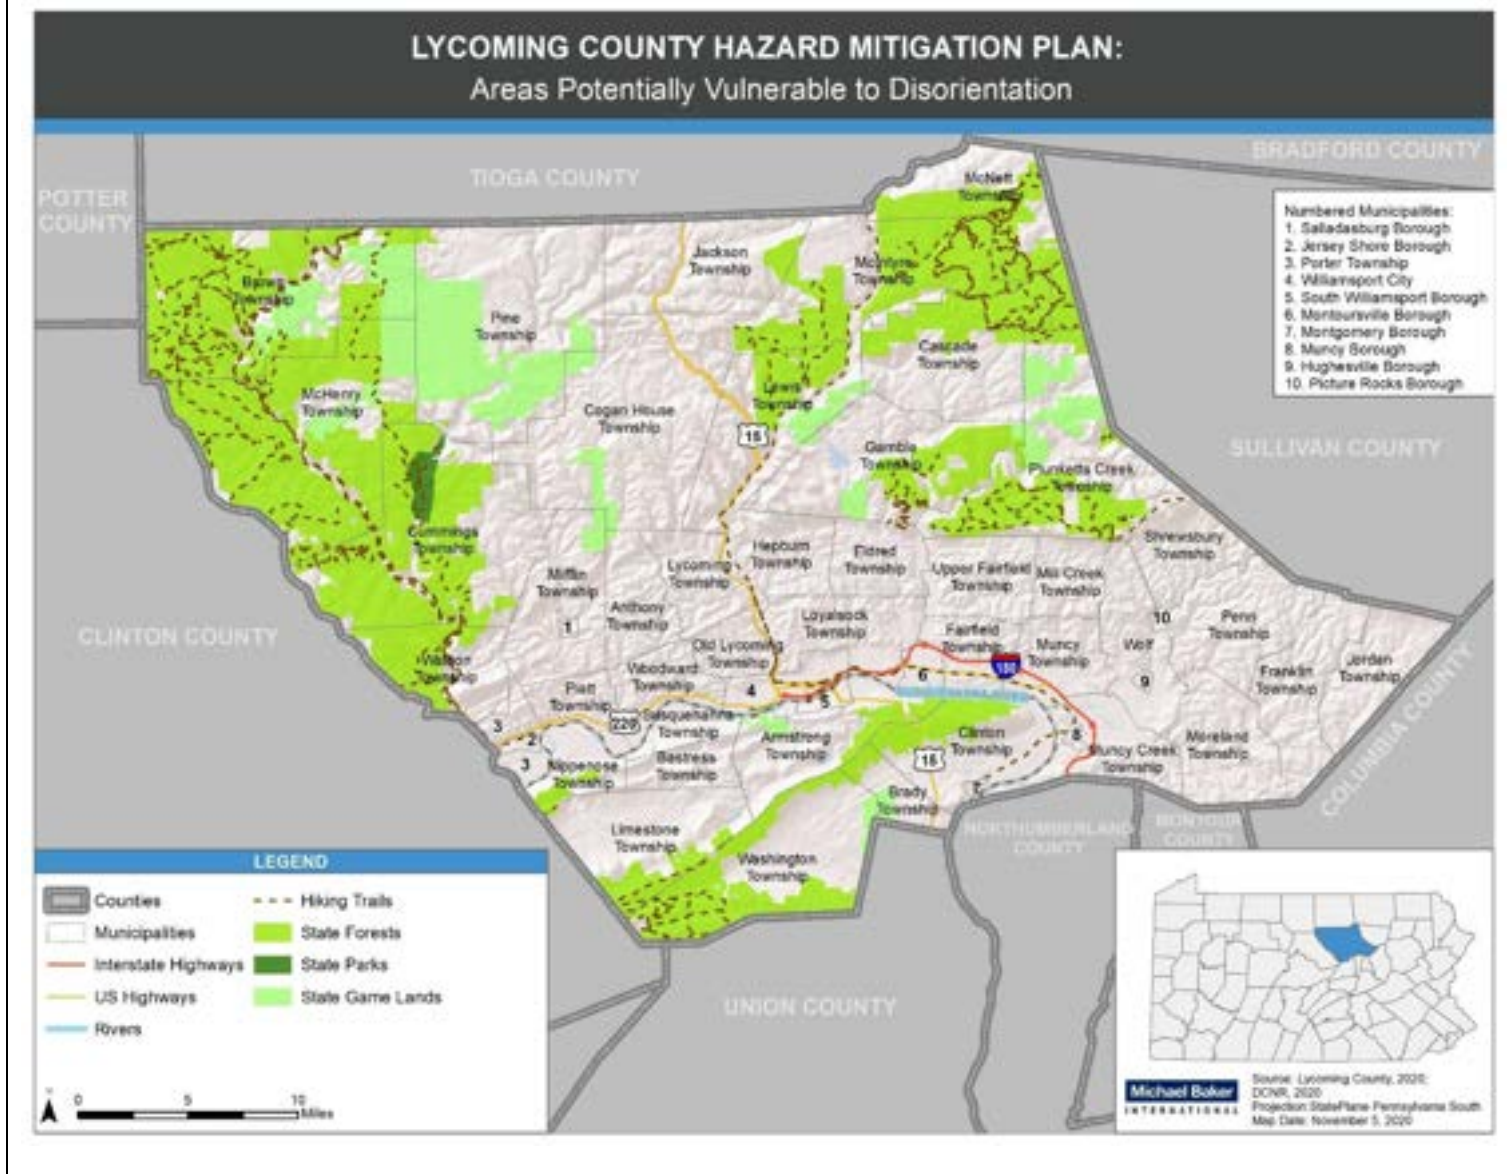 LYCOMING COUNTY HAZARD MITIGATION PLAN:
Areas Potentially Vulnerable to Disorientation
BRADFORD COUNTY
TIOGA COUNTY
POTTER
COUNTY
McNett
Township
Numbered Municipalities:
1. Salladasburg Borough
2. Jersey Shore Borough
3. Porter Township
4. Williamsport City
5. South Williamsport Borough
6. Montoursville Borough
7. Montgomery Borough
8. Muncy Borough
9. Hughesville Borough
10. Picture Rocks Borough
Jackson
Township
McIntyre
Township
Brown
Township
Pine
Township
Cascade
Township
McHenry
Township
Lewis
Township
Cogan House
Township
15
SULLIVAN COUNTY
Gamble
Township
Plunketts Creek
Township
Cummings
Township
Shrewsbury
Township
Hepburn
Township
Eldred
Township
Lycoming
Township
Upper Fairfield
Township
Mill Creek
Township
Mifflin
Township
Anthony
Township
1
Loyalsock
Township
10
Penn
Township
CLINTON COUNTY
Old Lycoming
Township
Fairfield
Township
Muncy
Township
Wolf
Watson
Township
Woodward
Township
180
Franklin
Township
Jordan
Township
6
9
Piatt
Township
4
5
3
220
Susquehanna
Township
2
Armstrong
Township
Clinton
Township
8
Moreland
Township
COLUMBIA COUNTY
3
Nippenose
Township
Bastress
Township
15
Muncy Creek
Township
7
Brady
Township
Limestone
Township
NORTHUMBERLAND
COUNTY
MONTOUR
COUNTY
Washington
Township
LEGEND
Counties
Hiking Trails
Municipalities
State Forests
Interstate Highways
State Parks
US Highways
State Game Lands
Rivers
UNION COUNTY
0 5 10
Miles
Michael Baker
INTERNATIONAL
Source: Lycoming County, 2020;
DCNR, 2020
Projection:StatePlane Pennsylvania South
Map Date: November 5, 2020